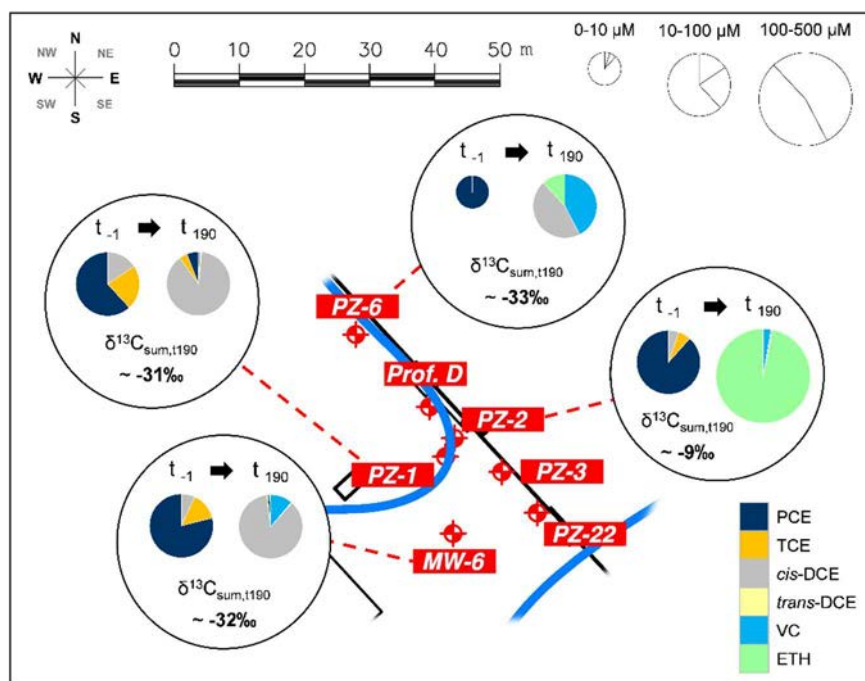 N
NW NE
W E
SW SE
S
0 10 20 30 40 50 m
0-10 µM
10-100 µM
100-500 µM
t-1 → t190
δ13Csum,t190
~ -33‰
t-1 → t190
δ13Csum,t190
~ -31‰
t-1 → t190
δ13Csum,t190
~ -9‰
t-1 → t190
δ13Csum,t190
~ -32‰
PZ-6
Prof. D
PZ-2
PZ-1
PZ-3
PZ-22
MW-6
PCE
TCE
cis-DCE
trans-DCE
VC
ETH